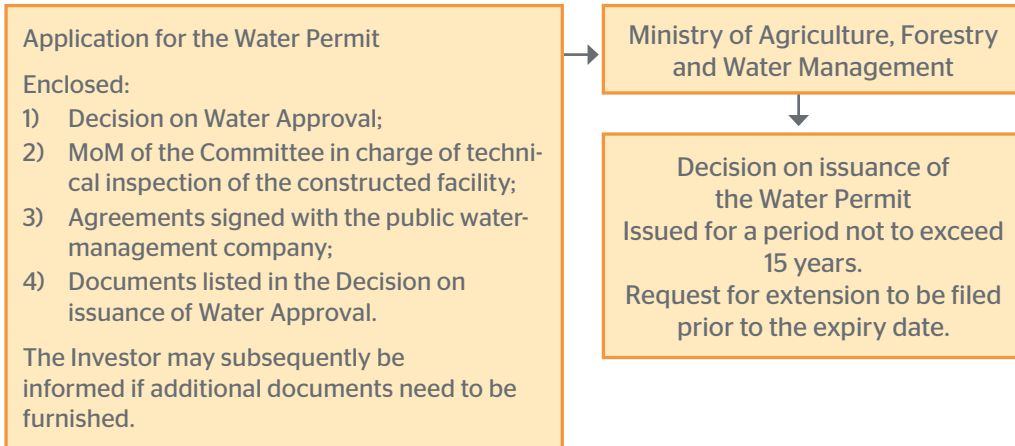 Application for the Water Permit
Enclosed:
1) Decision on Water Approval;
2) MoM of the Committee in charge of techni-
cal inspection of the constructed facility;
3) Agreements signed with the public water-
management company;
4) Documents listed in the Decision on
issuance of Water Approval.
The Investor may subsequently be
informed if additional documents need to be
furnished.
Ministry of Agriculture, Forestry
and Water Management
Decision on issuance of
the Water Permit
Issued for a period not to exceed
15 years.
Request for extension to be filed
prior to the expiry date.